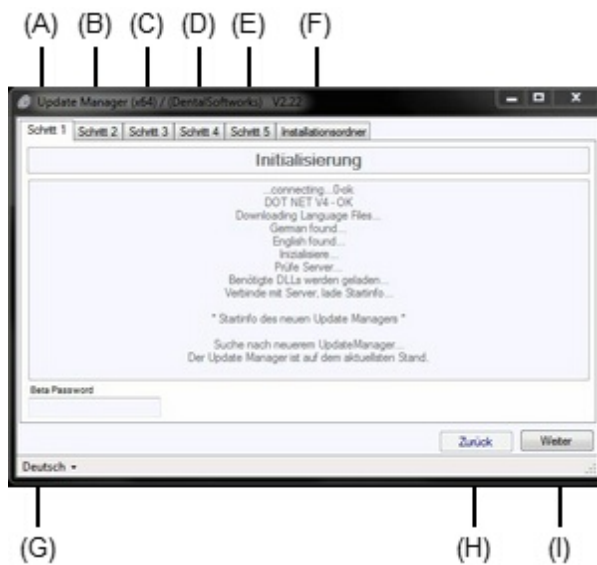 (A) (B) (C) (D) (E) (F)
Update Manager (x64) / (DentalSoftworks) V2.22
Schritt 1 Schritt 2 Schritt 3 Schritt 4 Schritt 5 Installationsordner
Initialisierung
...connecting...0-ok
DOT NET V4 - OK
Downloading Language Files...
German found...
English found...
Inizialisiere...
Prüfe Server...
Benötigte DLLs werden geladen...
Verbinde mit Server, lade Startinfo...
* Startinfo des neuen Update Managers *
Suche nach neuerem UpdateManager...
Der Update Manager ist auf dem aktuellsten Stand.
Beta Password
Zurück Weiter
Deutsch
(G) (H) (I)